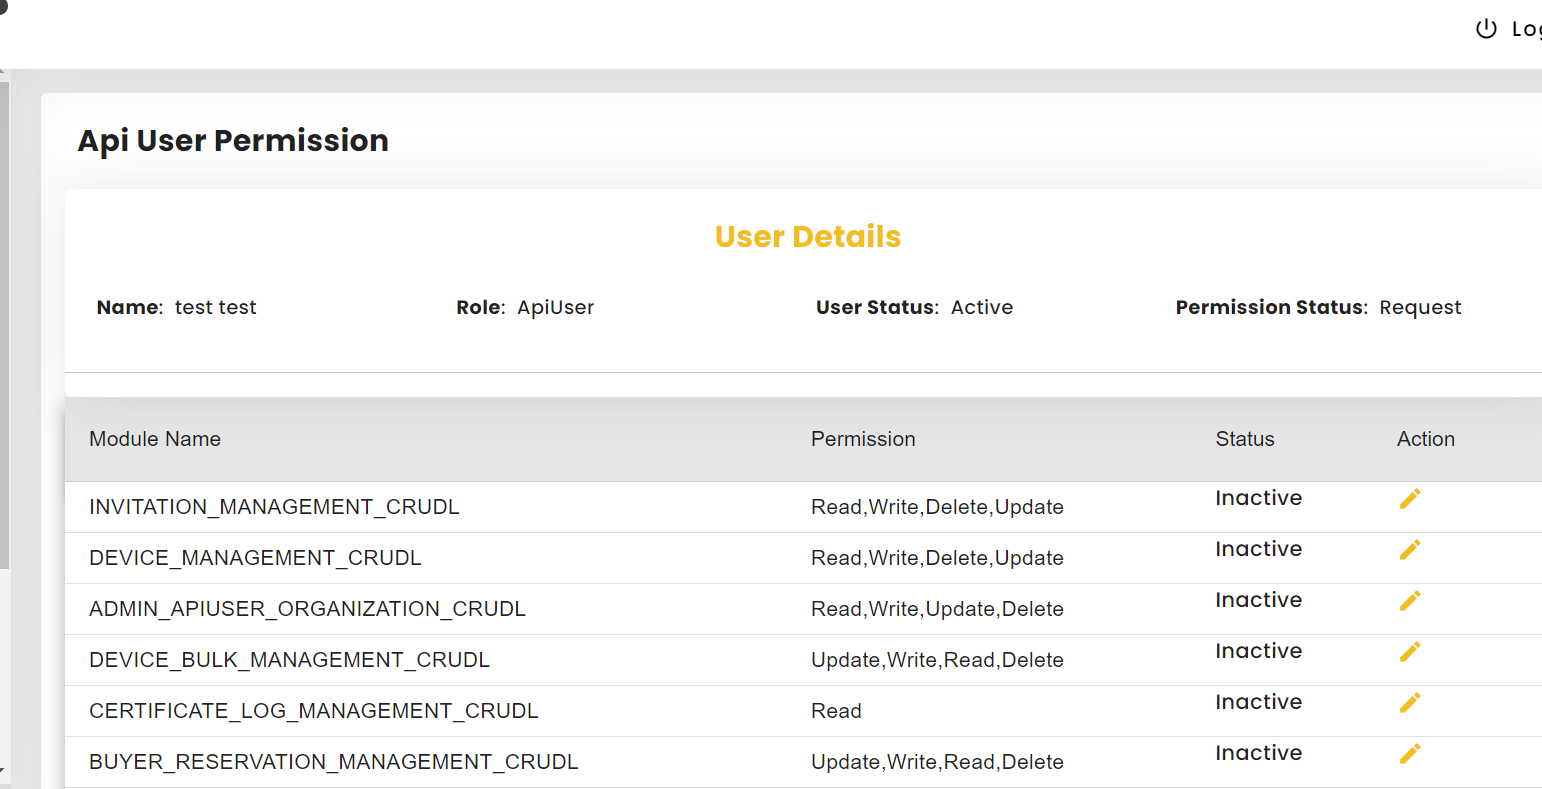 Api User Permission
User Details
Name: test test Role: ApiUser User Status: Active Permission Status: Request
Module Name Permission Status Action
INVITATION_MANAGEMENT_CRUDL Read,Write,Delete,Update Inactive
DEVICE_MANAGEMENT_CRUDL Read,Write,Delete,Update Inactive
ADMIN_APIUSER_ORGANIZATION_CRUDL Read,Write,Update,Delete Inactive
DEVICE_BULK_MANAGEMENT_CRUDL Update,Write,Read,Delete Inactive
CERTIFICATE_LOG_MANAGEMENT_CRUDL Read Inactive
BUYER_RESERVATION_MANAGEMENT_CRUDL Update,Write,Read,Delete Inactive